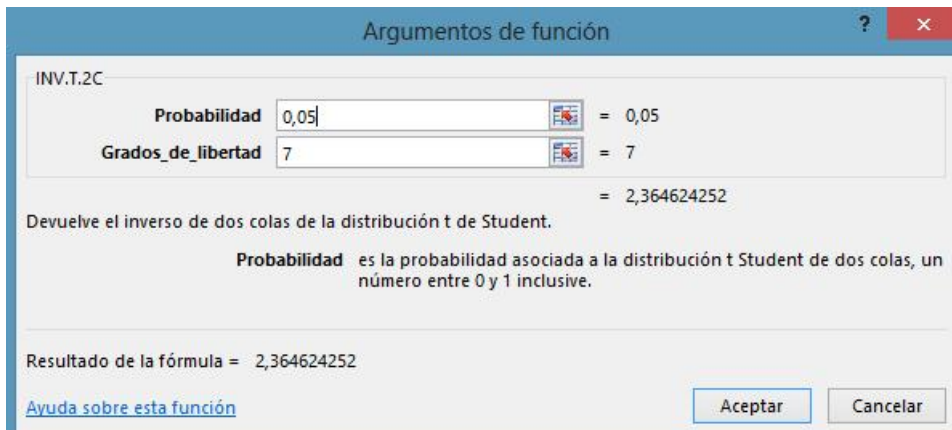 Argumentos de función ? ×
INV.T.2C
Probabilidad 0,05 = 0,05
Grados_de_libertad 7 = 7
= 2,364624252
Devuelve el inverso de dos colas de la distribución t de Student.
Probabilidad es la probabilidad asociada a la distribución t Student de dos colas, un
número entre 0 y 1 inclusive.
Resultado de la fórmula = 2,364624252
Ayuda sobre esta función Aceptar Cancelar